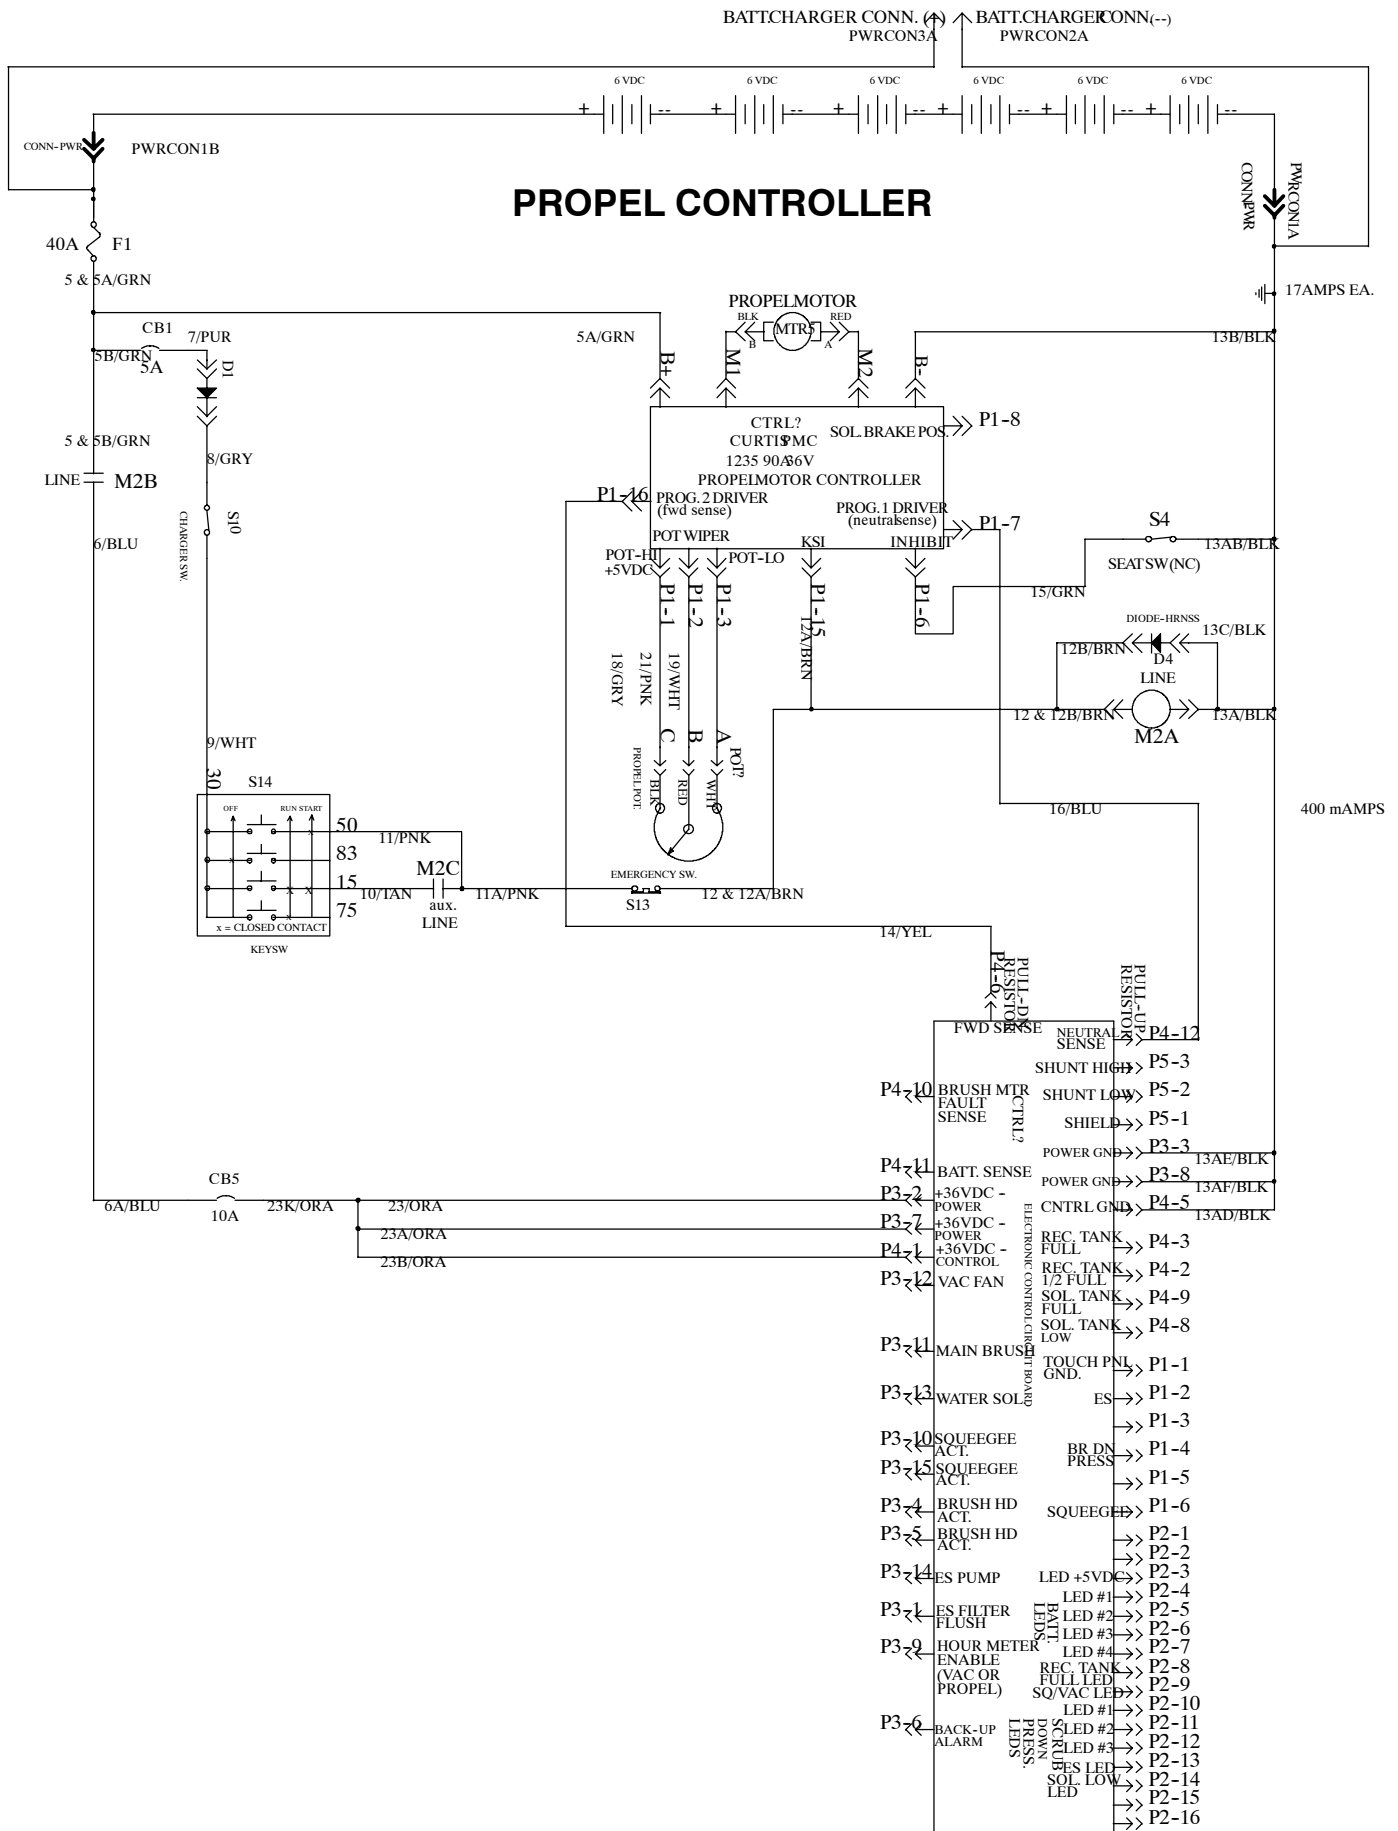 BATT.CHARGER CONN. (+)
BATT.CHARGER CONN.(--)
PWRCON3A
PWRCON2A
6 VDC
6 VDC
6 VDC
6 VDC
6 VDC
6 VDC
+ --
+ --
+ --
+ --
+ --
+ --
CONN-PWR
PWRCON1B
PWRCON1A
CONN-PWR
PROPEL CONTROLLER
40A
F1
5 & 5A/GRN
17AMPS EA.
PROPELMOTOR
BLK
RED
MTR5
B
A
CB1
7/PUR
5B/GRN
5A
D1
5A/GRN
13B/BLK
B+
M1
M2
B-
CTRL?
CURTIS PMC
1235 90A 36V
PROPELMOTOR CONTROLLER
SOL. BRAKE POS.
P1-8
5 & 5B/GRN
8/GRY
LINE
M2B
P1-16
PROG. 2 DRIVER
(fwd sense)
PROG. 1 DRIVER
(neutral sense)
P1-7
S10
CHARGER SW.
6/BLU
POT WIPER
KSI
INHIBIT
POT-HI
+5VDC
POT-LO
S4
13AB/BLK
SEAT SW(NC)
15/GRN
P1-1
P1-2
P1-3
P1-15
P1-6
12A/BRN
18/GRY
21/PNK
19/WHT
DIODE-HRNSS
13C/BLK
12B/BRN
D4
LINE
12 & 12B/BRN
13A/BLK
M2A
C
B
A
POT?
PROPEL POT.
BLK
RED
WHT
9/WHT
30
S14
OFF
RUN
START
50
83
15
75
x
x
x
x
x
x = CLOSED CONTACT
KEYSW
11/PNK
M2C
10/TAN
aux.
LINE
11A/PNK
EMERGENCY SW.
S13
12 & 12A/BRN
16/BLU
400 mAMPS
14/YEL
P4-6
PULL-DN
RESISTOR
PULL-UP
RESISTOR
FWD SENSE
NEUTRAL
SENSE
P4-12
SHUNT HIGH
P5-3
P4-10
BRUSH MTR
FAULT
SENSE
CTRL?
SHUNT LOW
P5-2
SHIELD
P5-1
POWER GND
P3-3
13AE/BLK
P4-11
BATT. SENSE
POWER GND
P3-8
13AF/BLK
CB5
10A
6A/BLU
23K/ORA
23/ORA
P3-2
+36VDC -
POWER
CNTRL GND
P4-5
13AD/BLK
23A/ORA
P3-7
+36VDC -
POWER
23B/ORA
P4-1
+36VDC -
CONTROL
ELECTRONIC CONTROL CIRCUIT BOARD
REC. TANK
FULL
P4-3
P3-12
VAC FAN
REC. TANK
1/2 FULL
P4-2
SOL. TANK
FULL
P4-9
SOL. TANK
LOW
P4-8
P3-11
MAIN BRUSH
TOUCH PNL
GND.
P1-1
P3-13
WATER SOL.
ES
P1-2
P1-3
P3-10
SQUEEGEE
ACT.
BR DN
PRESS
P1-4
P3-15
SQUEEGEE
ACT.
P1-5
P3-4
BRUSH HD
ACT.
SQUEEGEE
P1-6
P3-5
BRUSH HD
ACT.
P2-1
P2-2
P3-14
ES PUMP
LED +5VDC
P2-3
LED #1
P2-4
P3-1
ES FILTER
FLUSH
BATT.
LEDS
LED #2
P2-5
LED #3
P2-6
P3-9
HOUR METER
ENABLE
(VAC OR
PROPEL)
LED #4
P2-7
REC. TANK
FULL LED
P2-8
SQ/VAC LED
P2-9
LED #1
P2-10
P3-6
BACK-UP
ALARM
SCRUB
DOWN
PRESS.
LEDS
LED #2
P2-11
LED #3
P2-12
ES LED
P2-13
SOL. LOW
LED
P2-14
P2-15
P2-16